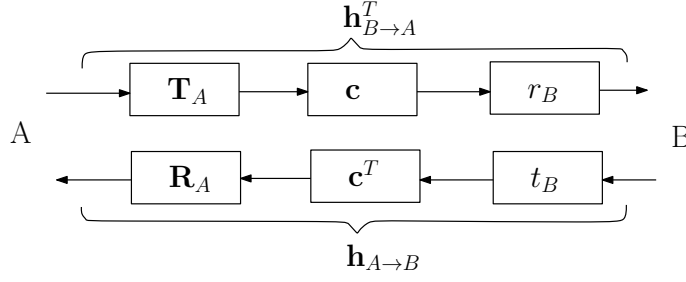 h^T_{B→A}
T_A c r_B
A B
R_A c^T t_B
h_{A→B}